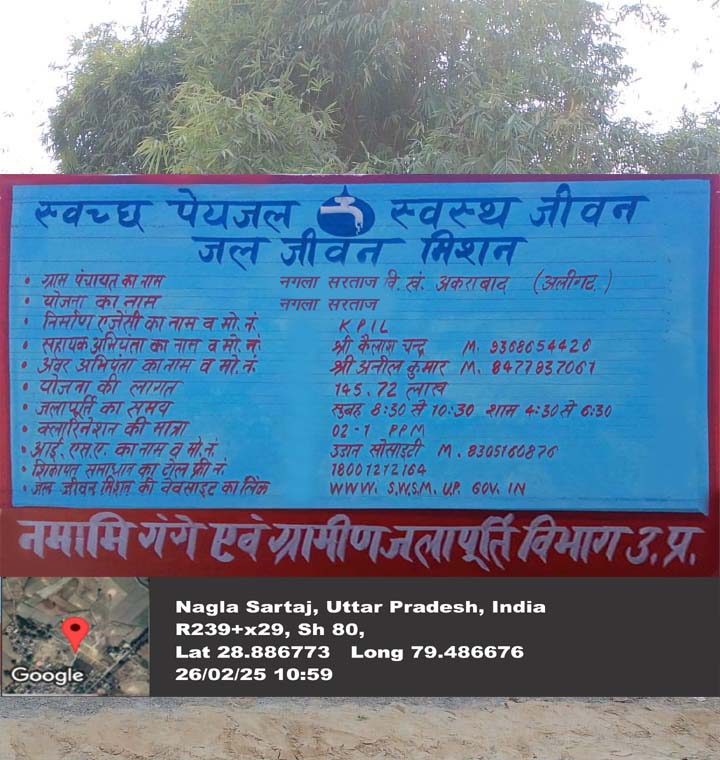 स्वच्छ पेयजल स्वस्थ जीवन
जल जीवन मिशन
• ग्राम पंचायत का नाम नगला सरताज वि. खं. अकराबाद (अलीगढ़)
• योजना का नाम नगला सरताज
• निर्माण एजेंसी का नाम व मो. नं. KPIL
• सहायक अभियंता का नाम व मो. नं. श्री कैलाश चन्द्र M. 9368654426
• अवर अभियंता का नाम व मो. नं. श्री अनील कुमार M. 8477937061
• योजना की लागत 145.72 लाख
• जलापूर्ति का समय सुबह 8:30 से 10:30 शाम 4:30 से 6:30
• क्लोरिनेशन की मात्रा 02-1 PPM
• आई. एस. ए. का नाम व मो. नं. उडान सोसाइटी M. 8305160876
• शिकायत समाधान का टोल फ्री नं. 18001212164
• जल जीवन मिशन की वेबसाइट का लिंक WWW. S.W.S.M. U.P. GOV. IN
नमामि गंगे एवं ग्रामीण जलापूर्ति विभाग उ. प्र.
Nagla Sartaj, Uttar Pradesh, India
R239+x29, Sh 80,
Lat 28.886773 Long 79.486676
26/02/25 10:59
Google